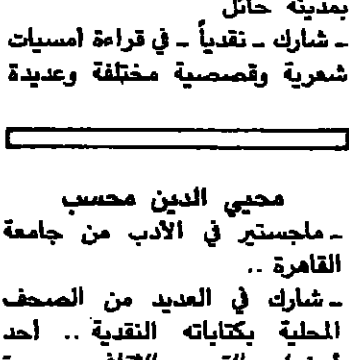 بمدينة حائل
ـ شارك ـ نقدياً ـ في قراءة أمسيات
شعرية وقصصية مختلفة وعديدة
محيي الدين محسب
ـ ماجستير في الأدب من جامعة
القاهرة ..
ـ شارك في العديد من الصحف
المحلية بكتاباته النقدية .. أحد